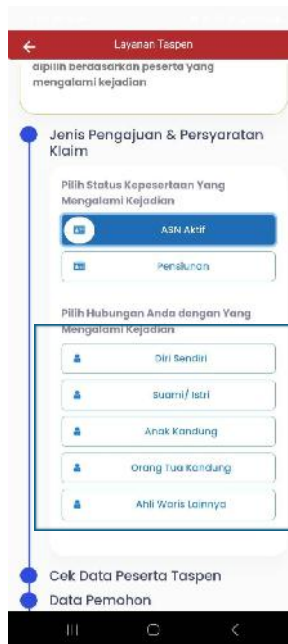 Layanan Taspen
dipilih berdasarkan peserta yang
mengalami kejadian
Jenis Pengajuan & Persyaratan
Klaim
Pilih Status Kepesertaan Yang
Mengalami Kejadian
ASN Aktif
Pensiunan
Pilih Hubungan Anda dengan Yang
Mengalami Kejadian
Diri Sendiri
Suami/ Istri
Anak Kandung
Orang Tua Kandung
Ahli Waris Lainnya
Cek Data Peserta Taspen
Data Pemohon